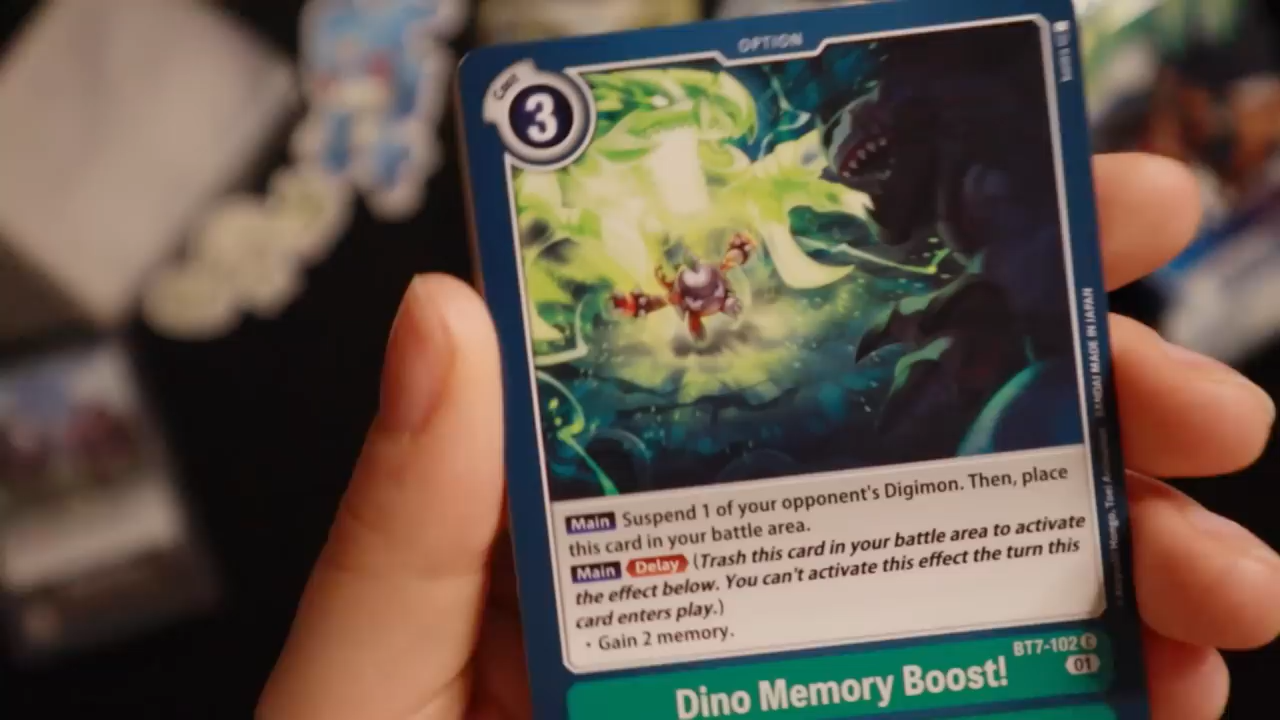 OPTION
Cost
3
BANDAI MADE IN JAPAN
Main Suspend 1 of your opponent's Digimon. Then, place
this card in your battle area.
Main Delay (Trash this card in your battle area to activate
the effect below. You can't activate this effect the turn this
card enters play.)
• Gain 2 memory.
BT7-102 C
01
Dino Memory Boost!